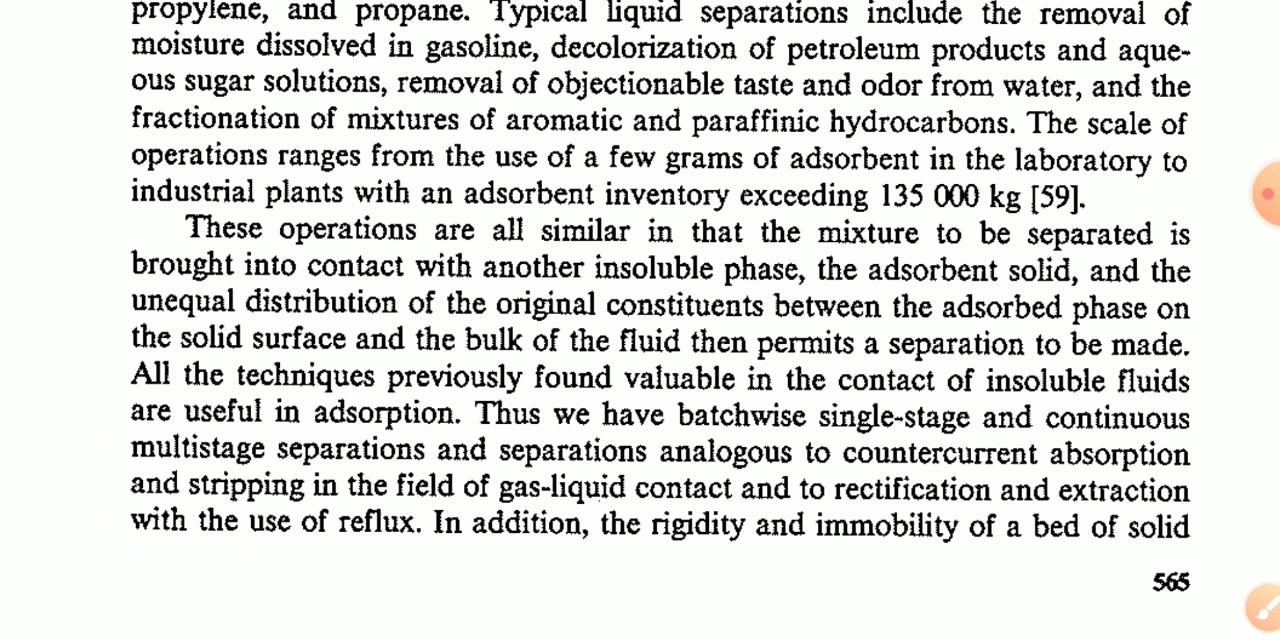 propylene, and propane. Typical liquid separations include the removal of
moisture dissolved in gasoline, decolorization of petroleum products and aque-
ous sugar solutions, removal of objectionable taste and odor from water, and the
fractionation of mixtures of aromatic and paraffinic hydrocarbons. The scale of
operations ranges from the use of a few grams of adsorbent in the laboratory to
industrial plants with an adsorbent inventory exceeding 135 000 kg [59].
These operations are all similar in that the mixture to be separated is
brought into contact with another insoluble phase, the adsorbent solid, and the
unequal distribution of the original constituents between the adsorbed phase on
the solid surface and the bulk of the fluid then permits a separation to be made.
All the techniques previously found valuable in the contact of insoluble fluids
are useful in adsorption. Thus we have batchwise single-stage and continuous
multistage separations and separations analogous to countercurrent absorption
and stripping in the field of gas-liquid contact and to rectification and extraction
with the use of reflux. In addition, the rigidity and immobility of a bed of solid
565